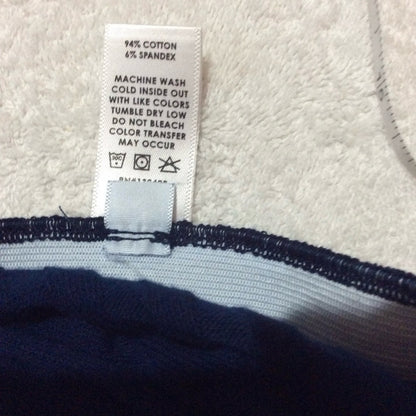 94% COTTON
6% SPANDEX
MACHINE WASH
COLD INSIDE OUT
WITH LIKE COLORS
TUMBLE DRY LOW
DO NOT BLEACH
COLOR TRANSFER
MAY OCCUR